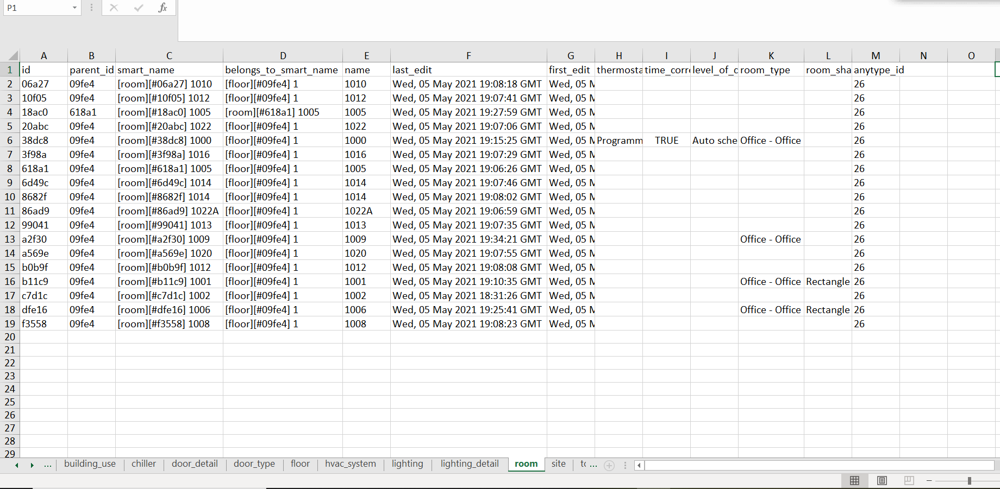 P1 fx
A B C D E F G H I J K L M N O
1 id parent_id smart_name belongs_to_smart_name name last_edit first_edit thermosta time_corre level_of_c room_type room_sha anytype_id
2 06a27 09fe4 [room][#06a27] 1010 [floor][#09fe4] 1 1010 Wed, 05 May 2021 19:08:18 GMT Wed, 05 M 26
3 10f05 09fe4 [room][#10f05] 1012 [floor][#09fe4] 1 1012 Wed, 05 May 2021 19:07:41 GMT Wed, 05 M 26
4 18ac0 618a1 [room][#18ac0] 1005 [room][#618a1] 1005 1005 Wed, 05 May 2021 19:27:59 GMT Wed, 05 M 26
5 20abc 09fe4 [room][#20abc] 1022 [floor][#09fe4] 1 1022 Wed, 05 May 2021 19:07:06 GMT Wed, 05 M 26
6 38dc8 09fe4 [room][#38dc8] 1000 [floor][#09fe4] 1 1000 Wed, 05 May 2021 19:15:25 GMT Wed, 05 M Programm TRUE Auto sche Office - Office 26
7 3f98a 09fe4 [room][#3f98a] 1016 [floor][#09fe4] 1 1016 Wed, 05 May 2021 19:07:29 GMT Wed, 05 M 26
8 618a1 09fe4 [room][#618a1] 1005 [floor][#09fe4] 1 1005 Wed, 05 May 2021 19:06:26 GMT Wed, 05 M 26
9 6d49c 09fe4 [room][#6d49c] 1014 [floor][#09fe4] 1 1014 Wed, 05 May 2021 19:07:46 GMT Wed, 05 M 26
10 8682f 09fe4 [room][#8682f] 1014 [floor][#09fe4] 1 1014 Wed, 05 May 2021 19:08:02 GMT Wed, 05 M 26
11 86ad9 09fe4 [room][#86ad9] 1022A [floor][#09fe4] 1 1022A Wed, 05 May 2021 19:06:59 GMT Wed, 05 M 26
12 99041 09fe4 [room][#99041] 1013 [floor][#09fe4] 1 1013 Wed, 05 May 2021 19:07:35 GMT Wed, 05 M 26
13 a2f30 09fe4 [room][#a2f30] 1009 [floor][#09fe4] 1 1009 Wed, 05 May 2021 19:34:21 GMT Wed, 05 M Office - Office 26
14 a569e 09fe4 [room][#a569e] 1020 [floor][#09fe4] 1 1020 Wed, 05 May 2021 19:07:55 GMT Wed, 05 M 26
15 b0b9f 09fe4 [room][#b0b9f] 1012 [floor][#09fe4] 1 1012 Wed, 05 May 2021 19:08:08 GMT Wed, 05 M 26
16 b11c9 09fe4 [room][#b11c9] 1001 [floor][#09fe4] 1 1001 Wed, 05 May 2021 19:10:35 GMT Wed, 05 M Office - Office Rectangle 26
17 c7d1c 09fe4 [room][#c7d1c] 1002 [floor][#09fe4] 1 1002 Wed, 05 May 2021 18:31:26 GMT Wed, 05 M 26
18 dfe16 09fe4 [room][#dfe16] 1006 [floor][#09fe4] 1 1006 Wed, 05 May 2021 19:25:41 GMT Wed, 05 M Office - Office Rectangle 26
19 f3558 09fe4 [room][#f3558] 1008 [floor][#09fe4] 1 1008 Wed, 05 May 2021 19:08:23 GMT Wed, 05 M 26
20
21
22
23
24
25
26
27
28
29
... building_use chiller door_detail door_type floor hvac_system lighting lighting_detail room site tc ...